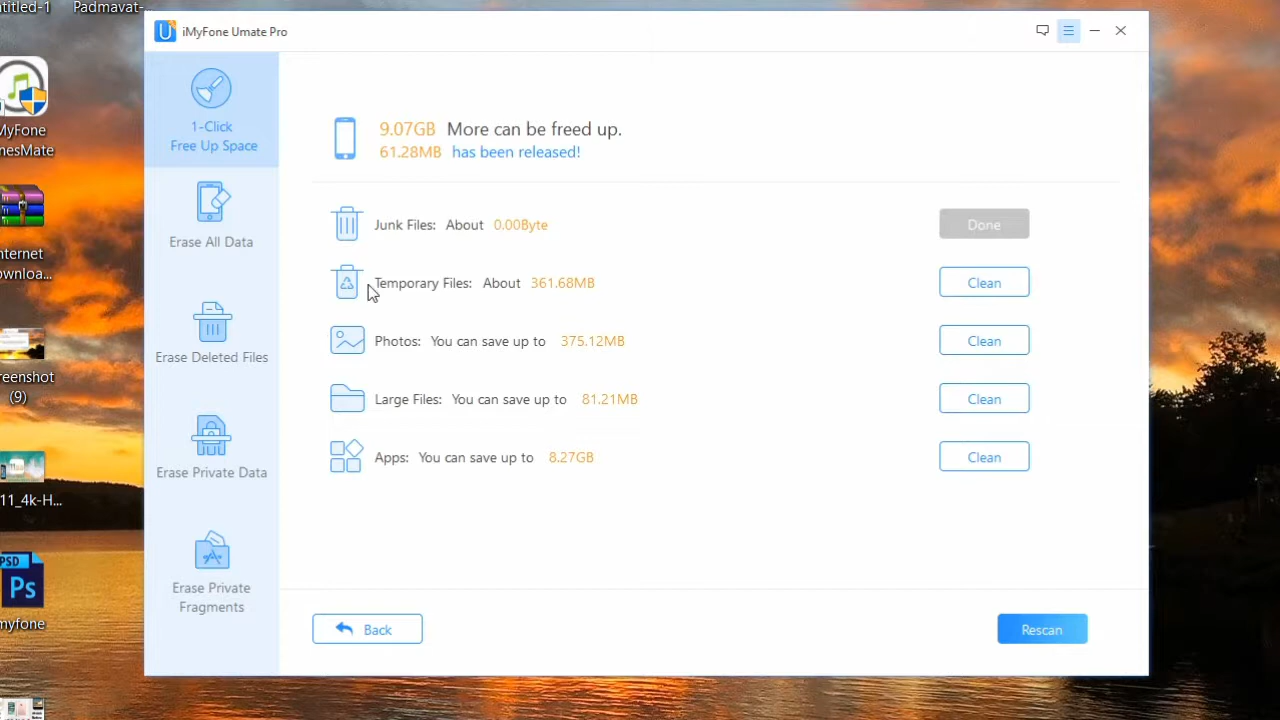 ntitled-1
Padmavat-...
iMyFone Umate Pro
MyFone
nesMate
nternet
ownloa...
reenshot
(9)
11_4k-H...
PSD
Ps
myfone
1-Click
Free Up Space
Erase All Data
Erase Deleted Files
Erase Private Data
Erase Private
Fragments
9.07GB More can be freed up.
61.28MB has been released!
Junk Files: About 0.00Byte
Done
Temporary Files: About 361.68MB
Clean
Photos: You can save up to 375.12MB
Clean
Large Files: You can save up to 81.21MB
Clean
Apps: You can save up to 8.27GB
Clean
Back
Rescan